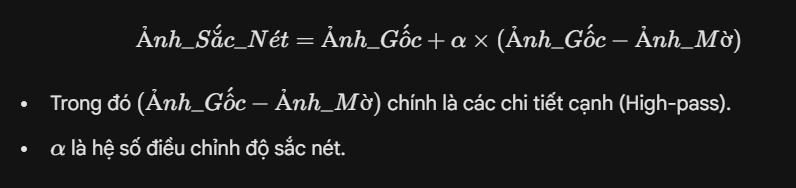 Ảnh_Sắc_Nét = Ảnh_Gốc + α × (Ảnh_Gốc − Ảnh_Mờ)
• Trong đó (Ảnh_Gốc − Ảnh_Mờ) chính là các chi tiết cạnh (High-pass).
• α là hệ số điều chỉnh độ sắc nét.